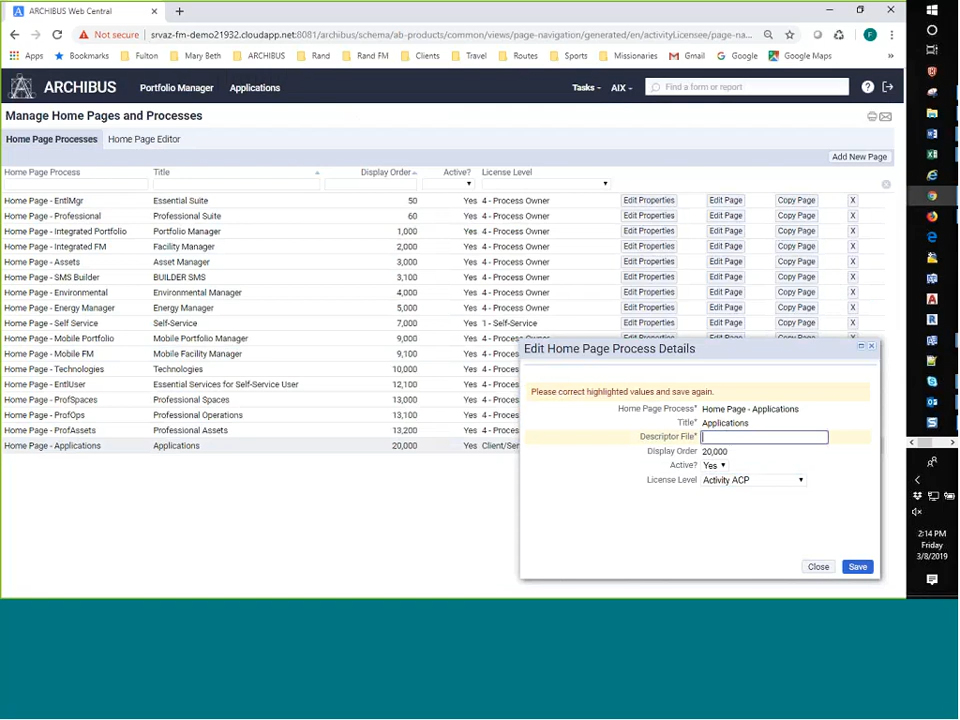 ARCHIBUS Web Central
Not secure | srvaz-fm-demo21932.cloudapp.net:8081/archibus/schema/ab-products/common/views/page-navigation/generated/en/activityLicensee/page-na...
Apps Bookmarks Fulton Mary Beth ARCHIBUS Rand Rand FM Clients Travel Routes Sports Missionaries Gmail Google Google Maps
ARCHIBUS Portfolio Manager Applications Tasks AIX Find a form or report
Manage Home Pages and Processes
Home Page Processes Home Page Editor
Add New Page
Home Page Process Title Display Order Active? License Level
Home Page - EntlMgr Essential Suite 50 Yes 4 - Process Owner Edit Properties Edit Page Copy Page X
Home Page - Professional Professional Suite 60 Yes 4 - Process Owner Edit Properties Edit Page Copy Page X
Home Page - Integrated Portfolio Portfolio Manager 1,000 Yes 4 - Process Owner Edit Properties Edit Page Copy Page X
Home Page - Integrated FM Facility Manager 2,000 Yes 4 - Process Owner Edit Properties Edit Page Copy Page X
Home Page - Assets Asset Manager 3,000 Yes 4 - Process Owner Edit Properties Edit Page Copy Page X
Home Page - SMS Builder BUILDER SMS 3,100 Yes 4 - Process Owner Edit Properties Edit Page Copy Page X
Home Page - Environmental Environmental Manager 4,000 Yes 4 - Process Owner Edit Properties Edit Page Copy Page X
Home Page - Energy Manager Energy Manager 5,000 Yes 4 - Process Owner Edit Properties Edit Page Copy Page X
Home Page - Self Service Self-Service 7,000 Yes 1 - Self-Service Edit Properties Edit Page Copy Page X
Home Page - Mobile Portfolio Mobile Portfolio Manager 9,000 Yes 4 - Process Owner Edit Properties Edit Page Copy Page X
Home Page - Mobile FM Mobile Facility Manager 9,100 Yes 4 - Proces
Home Page - Technologies Technologies 10,000 Yes 4 - Proces
Home Page - EntlUser Essential Services for Self-Service User 12,100 Yes 4 - Proces
Home Page - ProfSpaces Professional Spaces 13,000 Yes 4 - Proces
Home Page - ProfOps Professional Operations 13,100 Yes 4 - Proces
Home Page - ProfAssets Professional Assets 13,200 Yes 4 - Proces
Home Page - Applications Applications 20,000 Yes Client/Ser
Edit Home Page Process Details
Please correct highlighted values and save again.
Home Page Process* Home Page - Applications
Title* Applications
Descriptor File*
Display Order 20,000
Active? Yes
License Level Activity ACP
Close Save
2:14 PM
Friday
3/8/2019